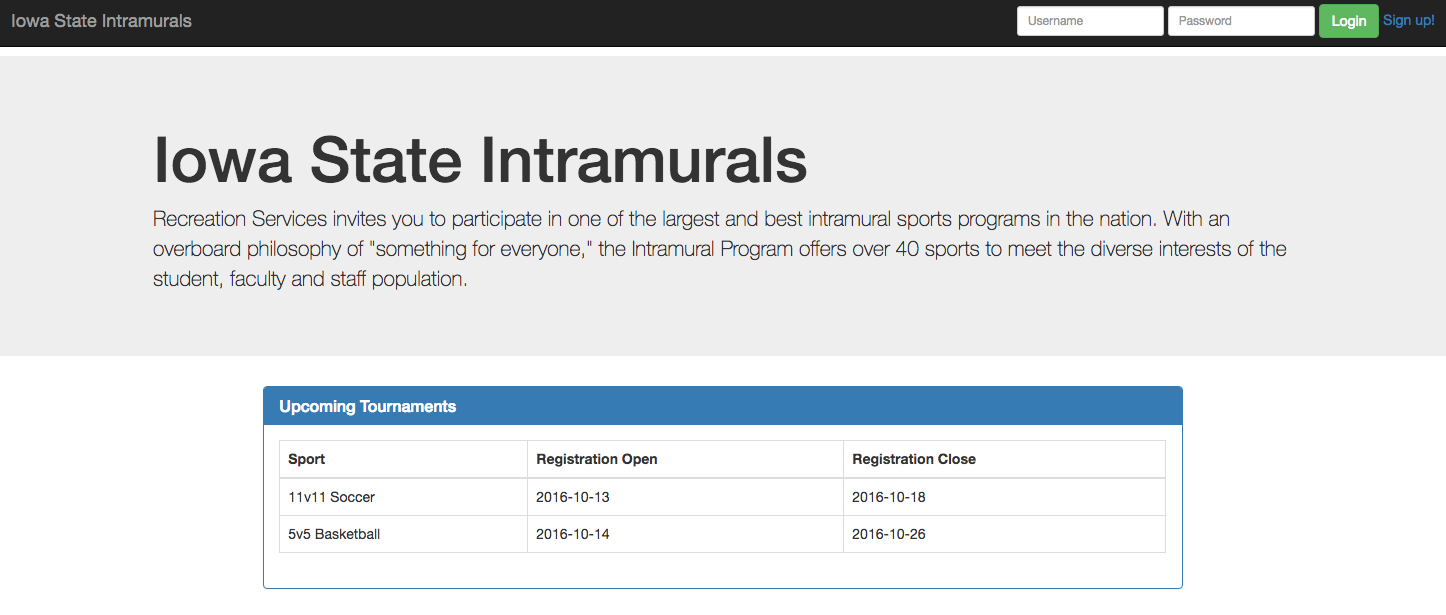 Iowa State Intramurals
Username
Password
Login
Sign up!
Iowa State Intramurals
Recreation Services invites you to participate in one of the largest and best intramural sports programs in the nation. With an
overboard philosophy of "something for everyone," the Intramural Program offers over 40 sports to meet the diverse interests of the
student, faculty and staff population.
Upcoming Tournaments
Sport Registration Open Registration Close
11v11 Soccer 2016-10-13 2016-10-18
5v5 Basketball 2016-10-14 2016-10-26